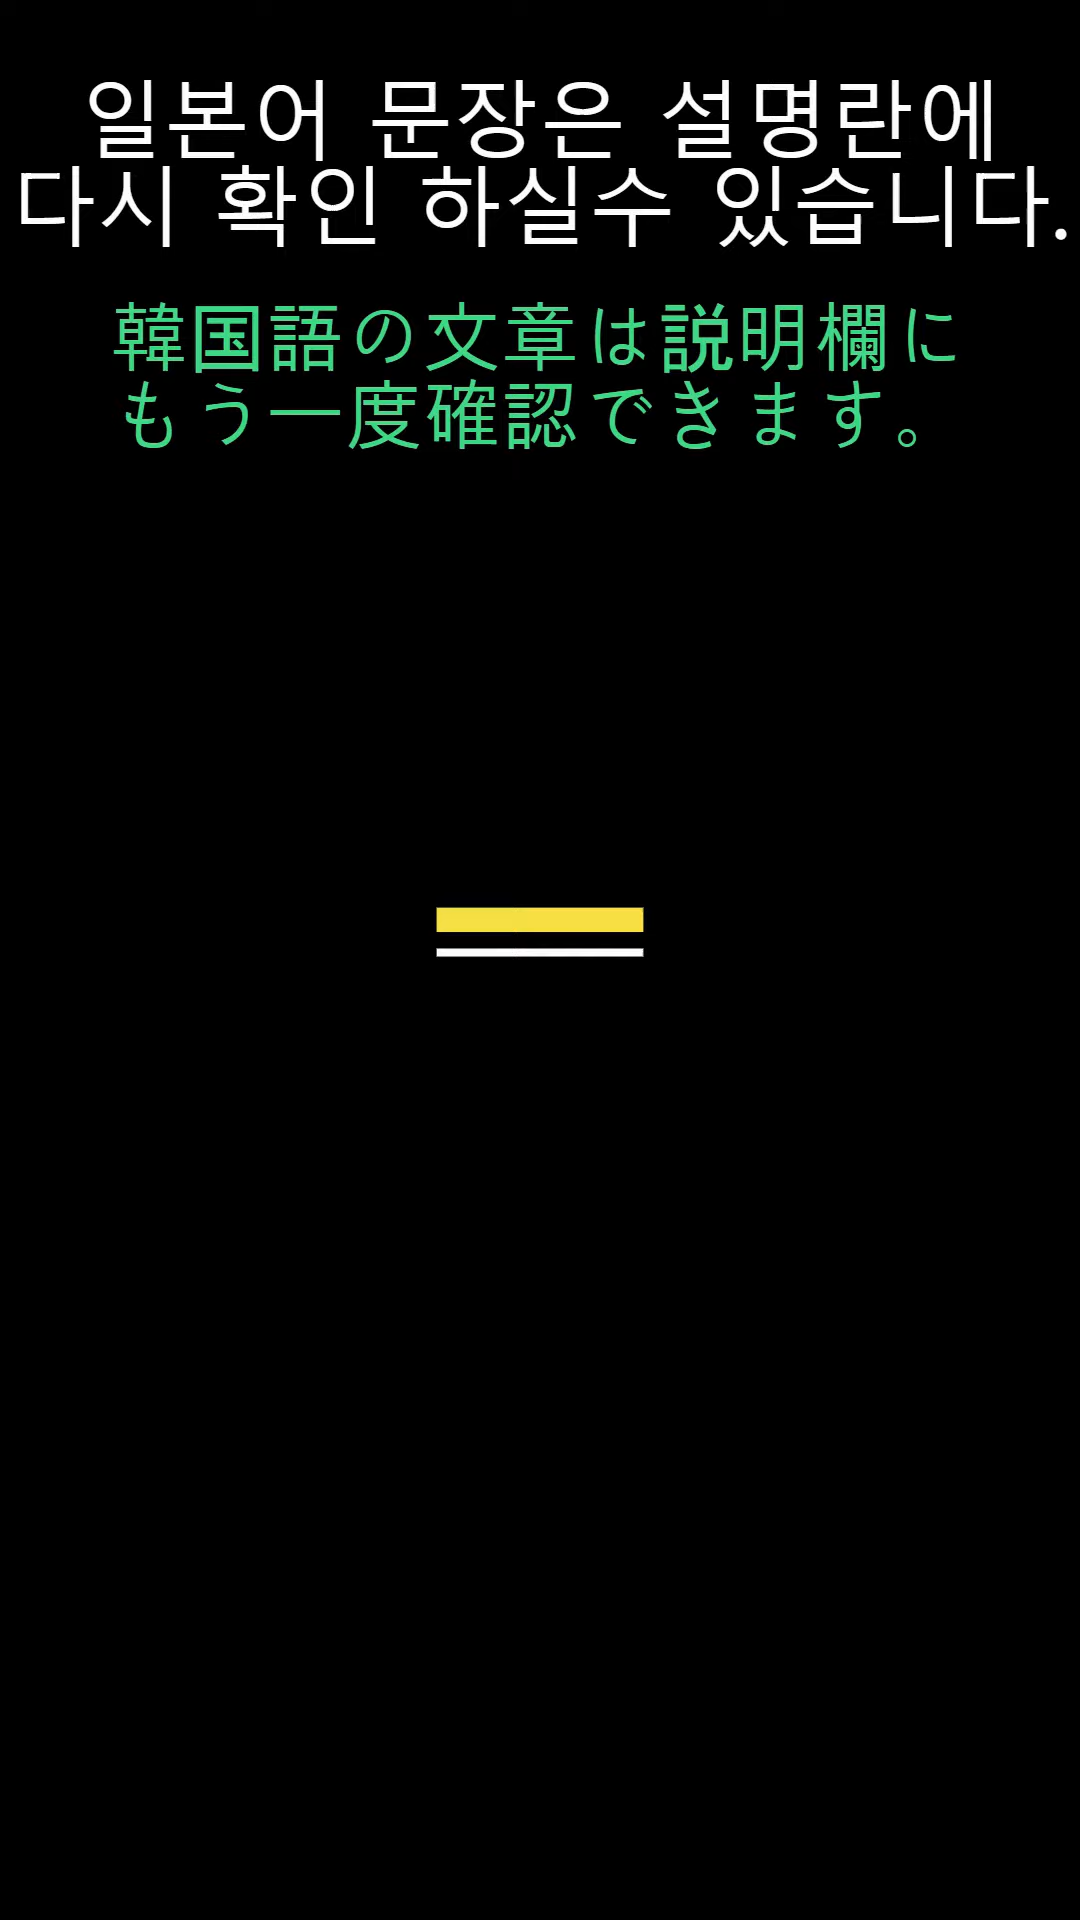 일본어 문장은 설명란에
다시 확인 하실수 있습니다.
韓国語の文章は説明欄に
もう一度確認できます。